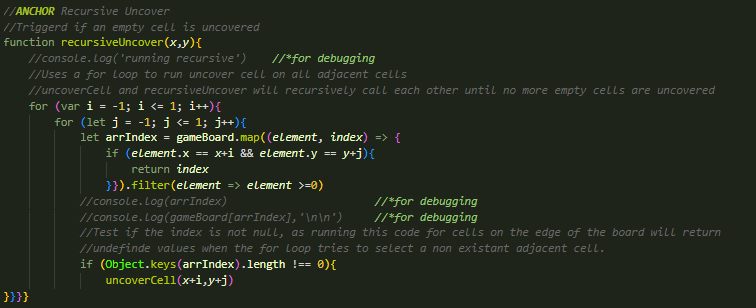 //ANCHOR Recursive Uncover
//Triggerd if an empty cell is uncovered
function recursiveUncover(x,y){
    //console.log('running recursive')    //*for debugging
    //Uses a for loop to run uncover cell on all adjacent cells
    //uncoverCell and recursiveUncover will recursively call each other until no more empty cells are uncovered
    for (var i = -1; i <= 1; i++){
        for (let j = -1; j <= 1; j++){
            let arrIndex = gameBoard.map((element, index) => {
                if (element.x == x+i && element.y == y+j){
                    return index
                }}).filter(element => element >=0)
            //console.log(arrIndex)                       //*for debugging
            //console.log(gameBoard[arrIndex],'\n\n')     //*for debugging
            //Test if the index is not null, as running this code for cells on the edge of the board will return
            //undefinde values when the for loop tries to select a non existant adjacent cell.
            if (Object.keys(arrIndex).length !== 0){
                uncoverCell(x+i,y+j)
}}}}